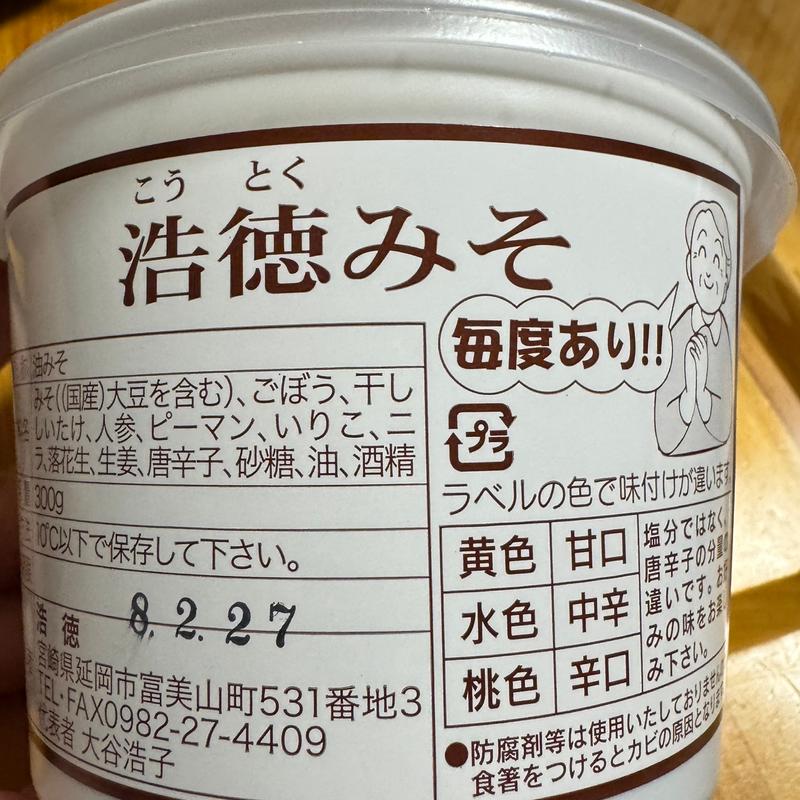 こう とく
浩徳みそ
毎度あり!!
油みそ
みそ((国産)大豆を含む)、ごぼう、干し
しいたけ、人参、ピーマン、いりこ、ニ
ラ、落花生、生姜、唐辛子、砂糖、油、酒精
300g
10℃以下で保存して下さい。
8. 2. 27
浩 徳
宮崎県延岡市富美山町531番地3
TEL・FAX0982-27-4409
代表者 大谷浩子
プラ
ラベルの色で味付けが違います
黄色 甘口
水色 中辛
桃色 辛口
塩分ではなく、
唐辛子の分量の
違いです。お好
みの味をお楽し
み下さい。
●防腐剤等は使用いたしておりません
食箸をつけるとカビの原因となり